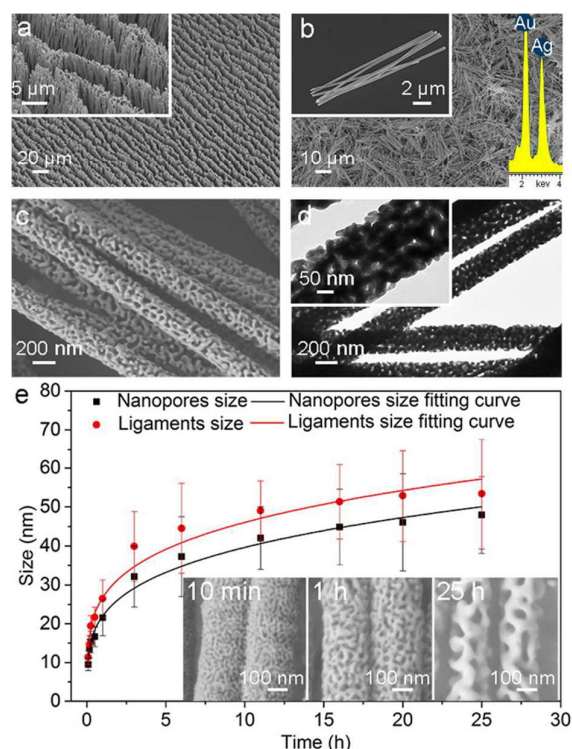 a
5 µm
20 µm
b
2 µm
10 µm
Au
Ag
2 kev 4
c
200 nm
d
50 nm
200 nm
e
Nanopores size Nanopores size fitting curve
Ligaments size Ligaments size fitting curve
80
70
60
50
40
30
20
10
0
Size (nm)
10 min
100 nm
1 h
100 nm
25 h
100 nm
0 5 10 15 20 25 30
Time (h)